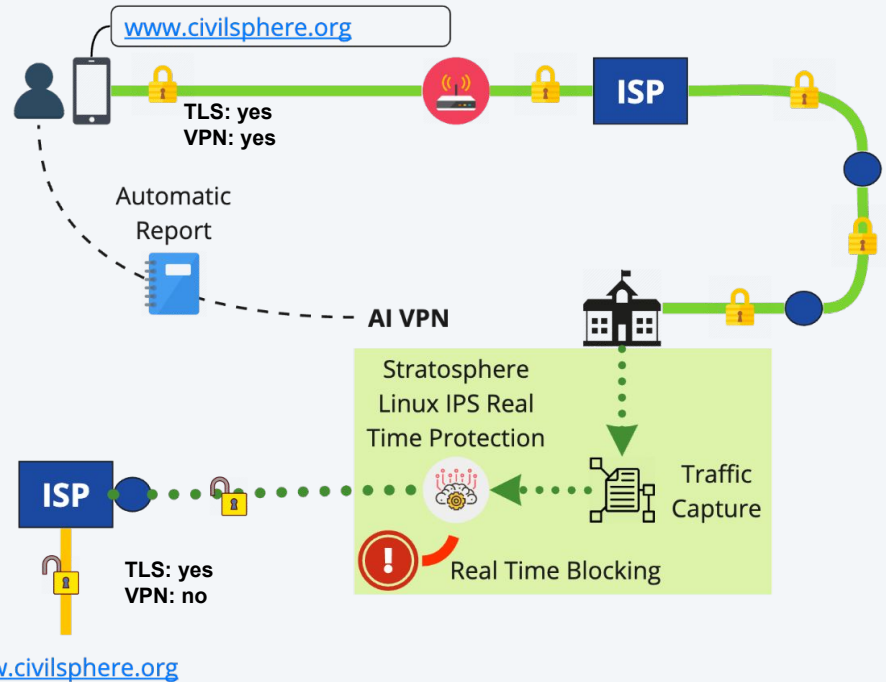 www.civilsphere.org
ISP
TLS: yes
VPN: yes
Automatic
Report
AI VPN
Stratosphere
Linux IPS Real
Time Protection
Traffic
Capture
ISP
Real Time Blocking
TLS: yes
VPN: no
w.civilsphere.org